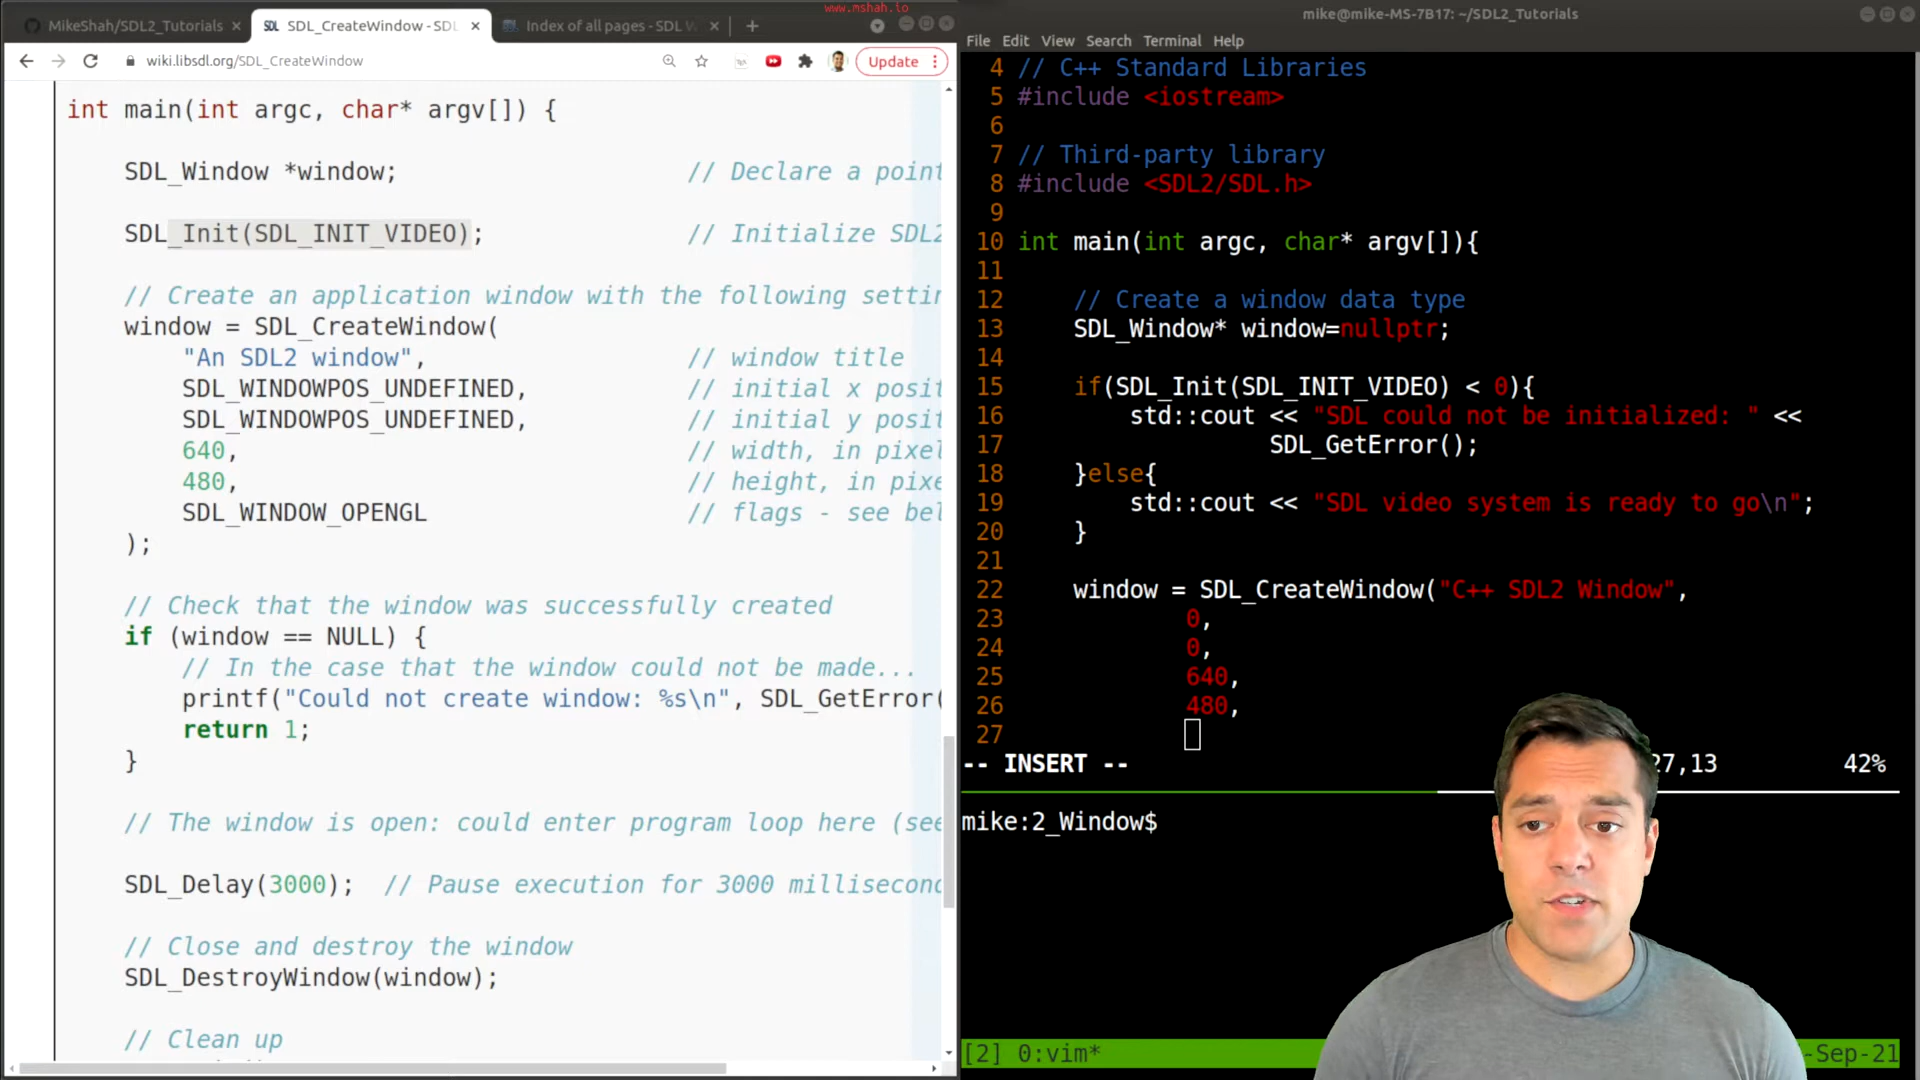 www.mshah.io
MikeShah/SDL2_Tutorials
SDL_CreateWindow - SDL
Index of all pages - SDL W
wiki.libsdl.org/SDL_CreateWindow
Update
int main(int argc, char* argv[]) {
SDL_Window *window; // Declare a point
SDL_Init(SDL_INIT_VIDEO); // Initialize SDL2
// Create an application window with the following settin
window = SDL_CreateWindow(
"An SDL2 window", // window title
SDL_WINDOWPOS_UNDEFINED, // initial x posit
SDL_WINDOWPOS_UNDEFINED, // initial y posit
640, // width, in pixel
480, // height, in pixe
SDL_WINDOW_OPENGL // flags - see bel
);
// Check that the window was successfully created
if (window == NULL) {
// In the case that the window could not be made...
printf("Could not create window: %s\n", SDL_GetError(
return 1;
}
// The window is open: could enter program loop here (see
SDL_Delay(3000); // Pause execution for 3000 millisecond
// Close and destroy the window
SDL_DestroyWindow(window);
// Clean up
mike@mike-MS-7B17: ~/SDL2_Tutorials
File Edit View Search Terminal Help
4 // C++ Standard Libraries
5 #include <iostream>
6
7 // Third-party library
8 #include <SDL2/SDL.h>
9
10 int main(int argc, char* argv[]){
11
12 // Create a window data type
13 SDL_Window* window=nullptr;
14
15 if(SDL_Init(SDL_INIT_VIDEO) < 0){
16 std::cout << "SDL could not be initialized: " <<
17 SDL_GetError();
18 }else{
19 std::cout << "SDL video system is ready to go\n";
20 }
21
22 window = SDL_CreateWindow("C++ SDL2 Window",
23 0,
24 0,
25 640,
26 480,
27
-- INSERT -- 27,13 42%
mike:2_Window$
[2] 0:vim* -Sep-21